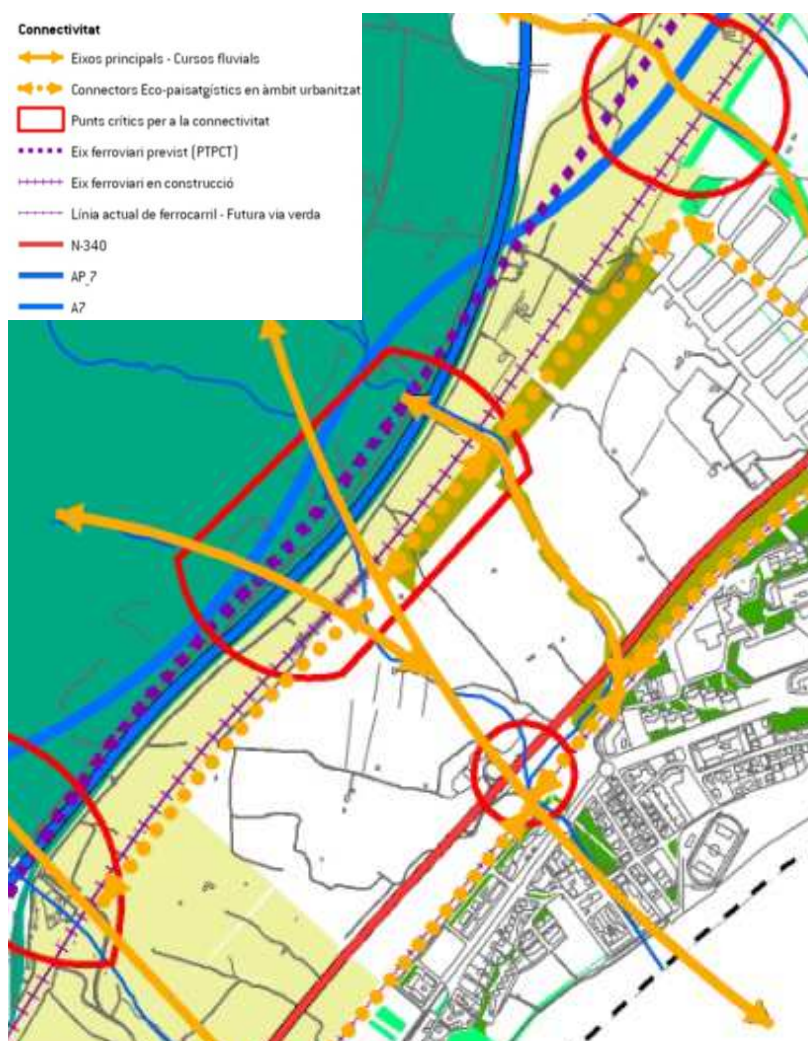 Connectivitat
Eixos principals - Cursos fluvials
Connectors Eco-paisatgístics en àmbit urbanitzat
Punts crítics per a la connectivitat
Eix ferroviari previst (PTPCT)
Eix ferroviari en construcció
Línia actual de ferrocarril - Futura via verda
N-340
AP_7
A7